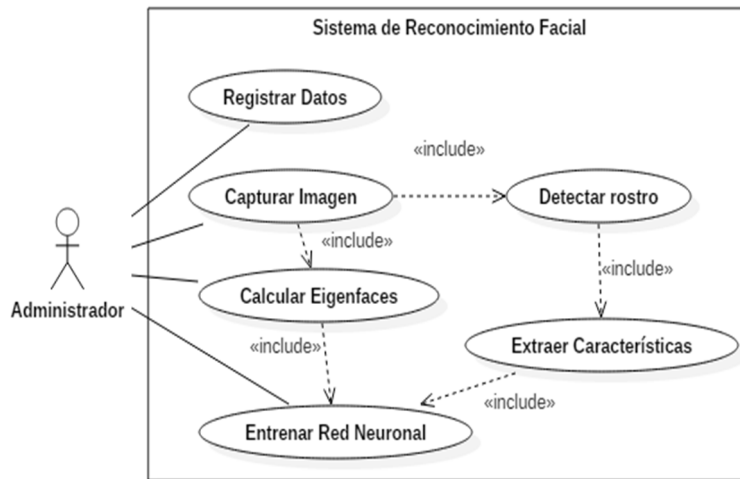 Sistema de Reconocimiento Facial
Registrar Datos
«include»
Capturar Imagen
Detectar rostro
«include»
«include»
Administrador
Calcular Eigenfaces
«include»
Extraer Características
«include»
Entrenar Red Neuronal